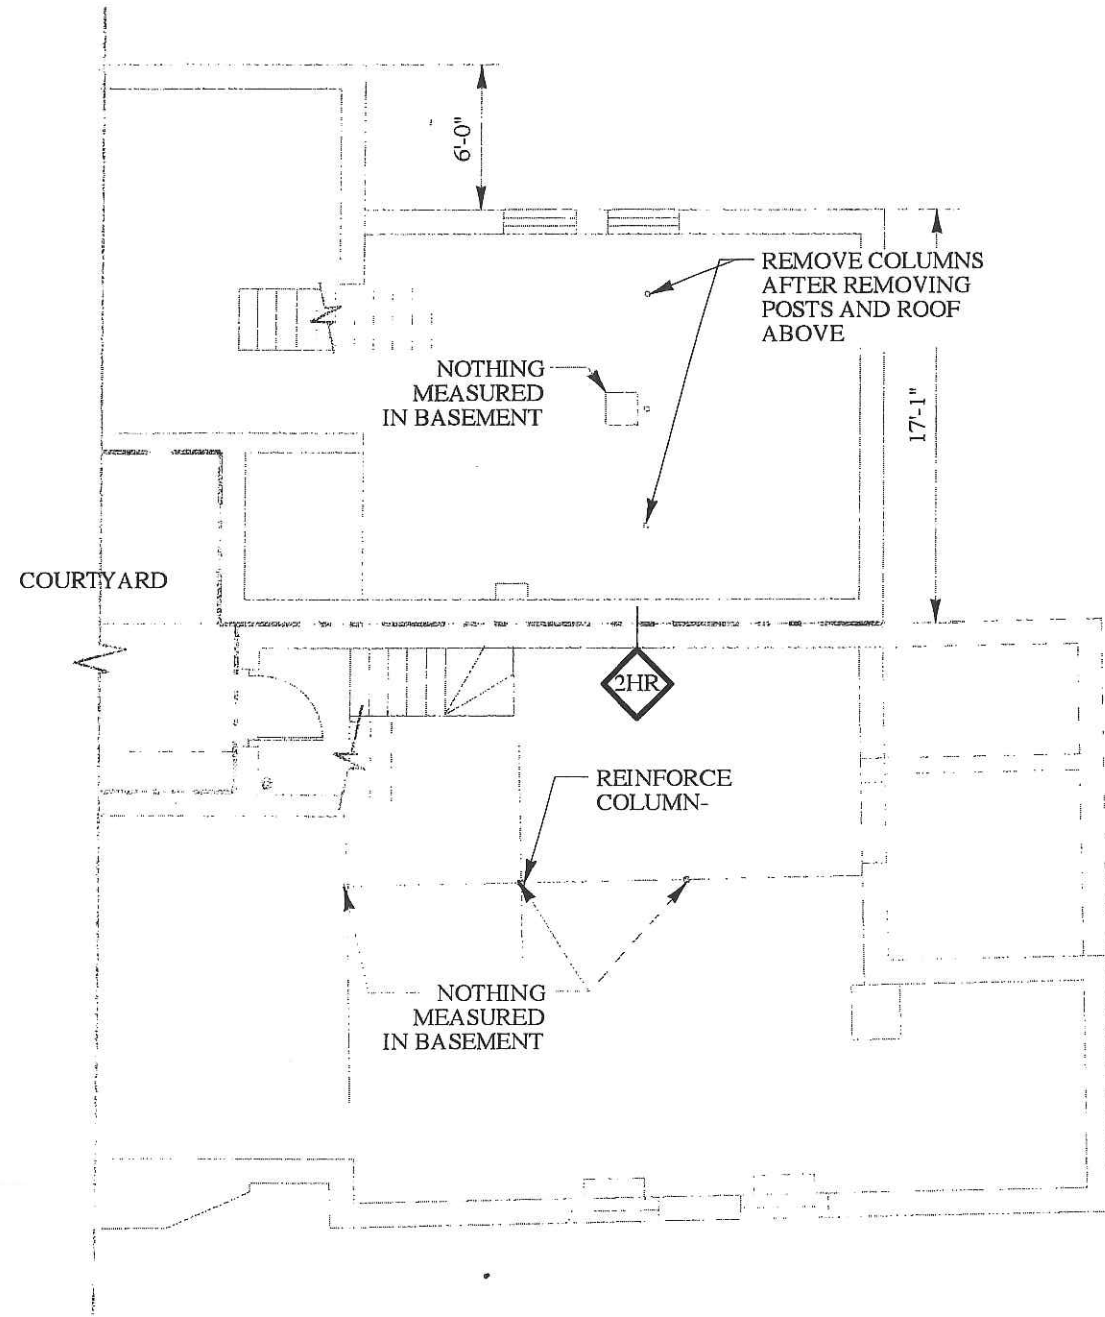 6'-0"
REMOVE COLUMNS
AFTER REMOVING
POSTS AND ROOF
ABOVE
NOTHING
MEASURED
IN BASEMENT
17'-1"
COURTYARD
2HR
REINFORCE
COLUMN-
NOTHING
MEASURED
IN BASEMENT